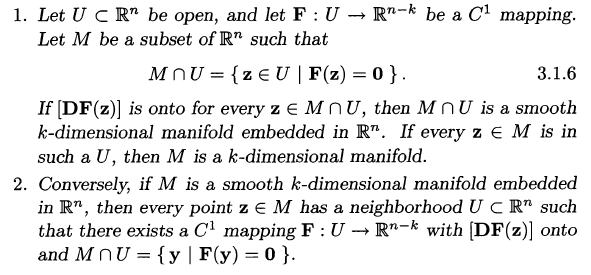 1. Let U ⊂ ℝⁿ be open, and let F : U → ℝⁿ⁻ᵏ be a C¹ mapping.
Let M be a subset of ℝⁿ such that
M ∩ U = { z ∈ U | F(z) = 0 }. 3.1.6
If [DF(z)] is onto for every z ∈ M ∩ U, then M ∩ U is a smooth
k-dimensional manifold embedded in ℝⁿ. If every z ∈ M is in
such a U, then M is a k-dimensional manifold.
2. Conversely, if M is a smooth k-dimensional manifold embedded
in ℝⁿ, then every point z ∈ M has a neighborhood U ⊂ ℝⁿ such
that there exists a C¹ mapping F : U → ℝⁿ⁻ᵏ with [DF(z)] onto
and M ∩ U = { y | F(y) = 0 }.